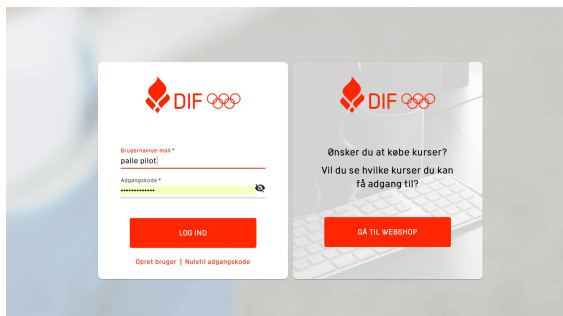 DIF
Brugernavn/e-mail *
palle pilot
Adgangskode *
•••••••••••••
LOG IND
Opret bruger | Nulstil adgangskode
DIF
Ønsker du at købe kurser?
Vil du se hvilke kurser du kan
få adgang til?
GÅ TIL WEBSHOP